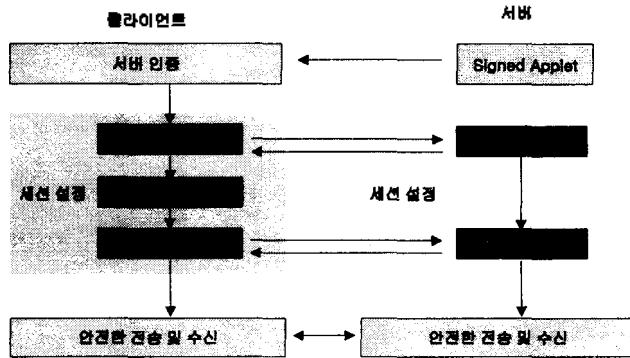 클라이언트
서버
서버 인증
Signed Applet
세션 설정
세션 설정
안전한 전송 및 수신
안전한 전송 및 수신